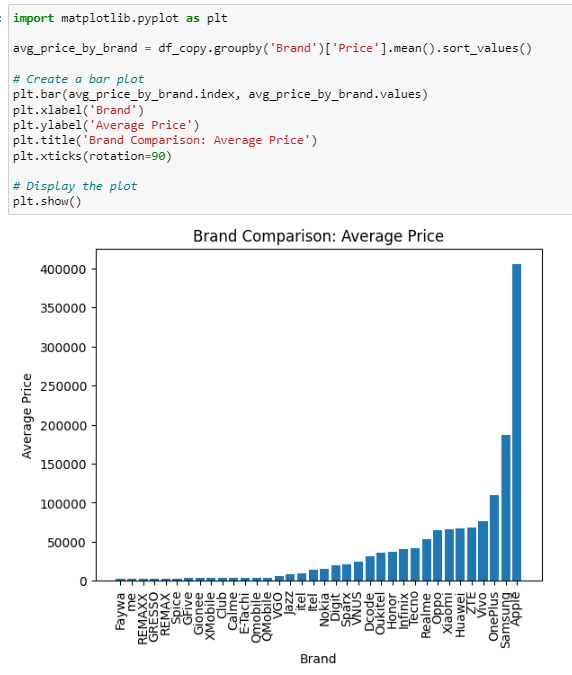 import matplotlib.pyplot as plt
avg_price_by_brand = df_copy.groupby('Brand')['Price'].mean().sort_values()
# Create a bar plot
plt.bar(avg_price_by_brand.index, avg_price_by_brand.values)
plt.xlabel('Brand')
plt.ylabel('Average Price')
plt.title('Brand Comparison: Average Price')
plt.xticks(rotation=90)
# Display the plot
plt.show()
Brand Comparison: Average Price
400000
350000
300000
250000
200000
150000
100000
50000
0
Average Price
Faywa
me
REMAXX
GRESSO
REMAX
Spice
GFive
Gionee
XMobile
Club
Calme
E-Tachi
Qmobile
QMobile
VGO
Jazz
itel
Itel
Nokia
Digit
Sparx
VNUS
Dcode
Oukitel
Honor
Infinix
Tecno
Realme
Oppo
Xiaomi
Huawei
ZTE
Vivo
OnePlus
Samsung
Apple
Brand